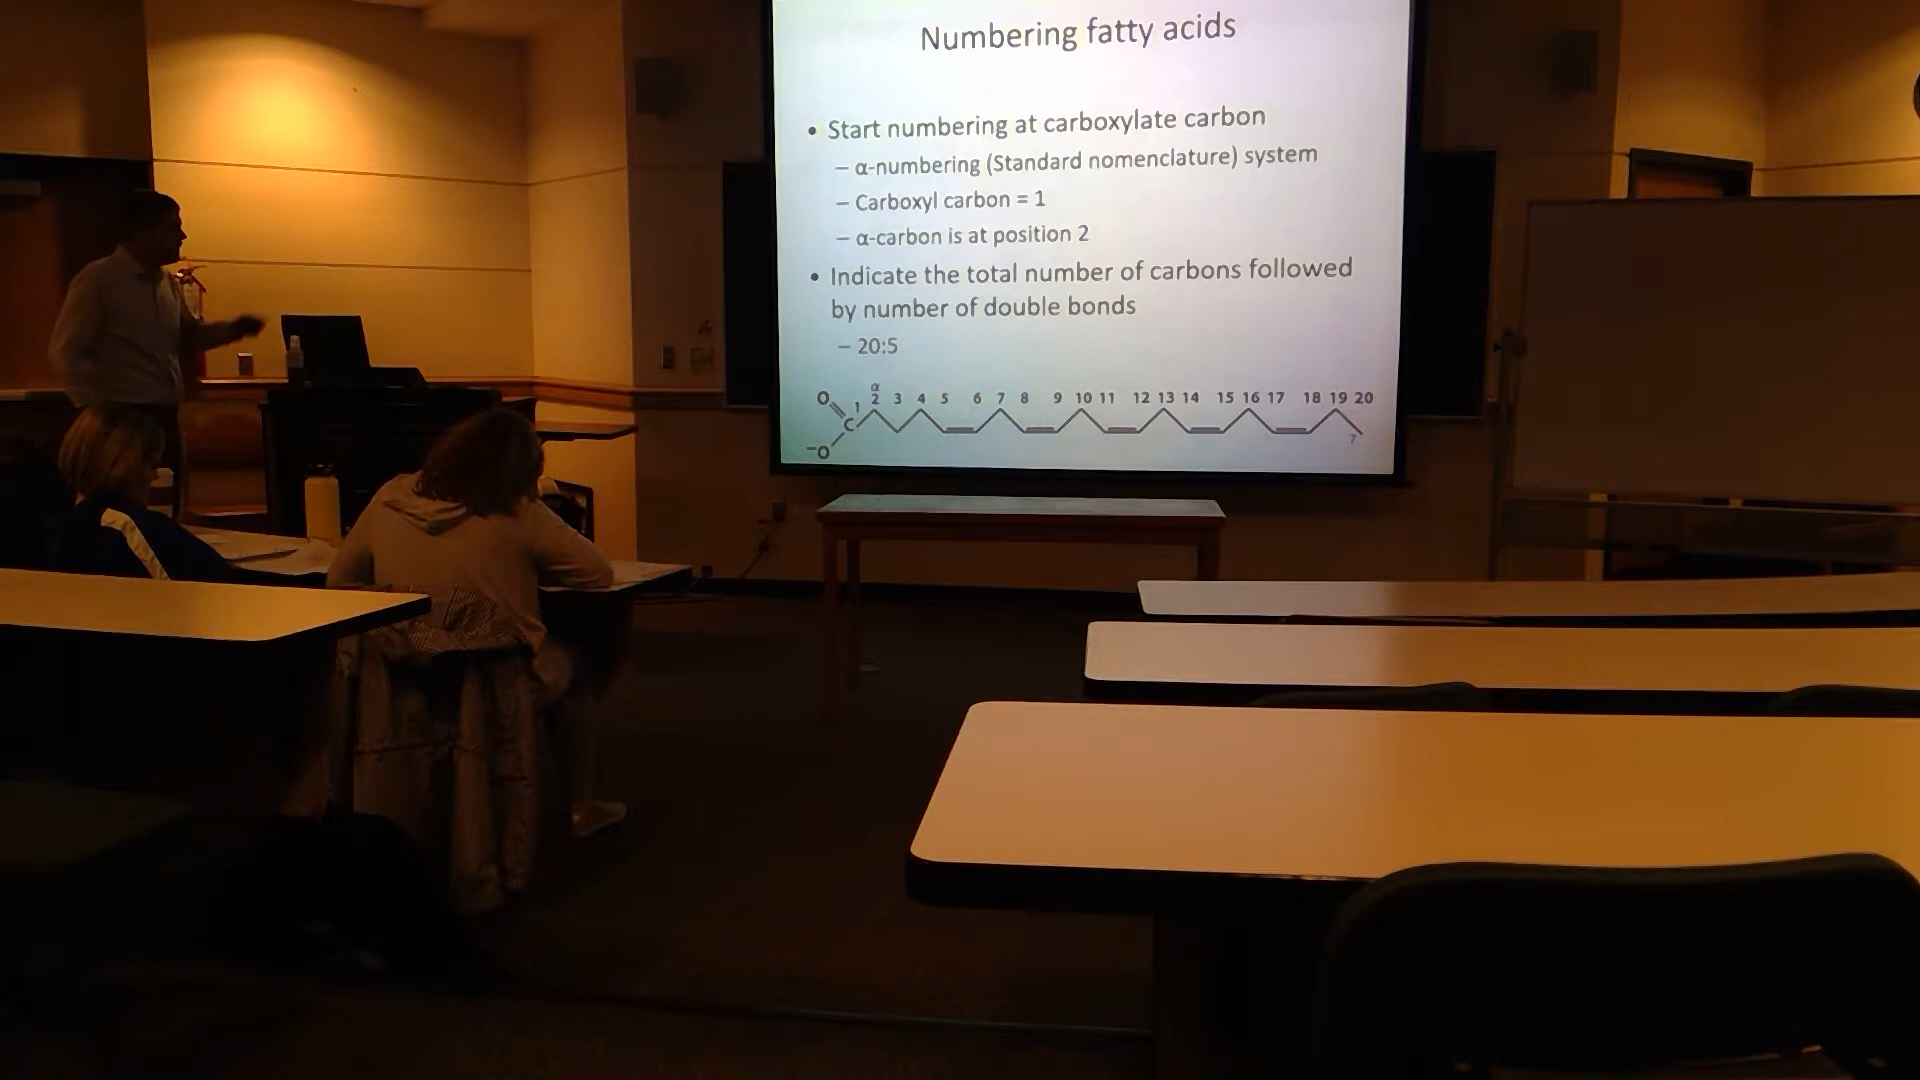 Numbering fatty acids
• Start numbering at carboxylate carbon
– α-numbering (Standard nomenclature) system
– Carboxyl carbon = 1
– α-carbon is at position 2
• Indicate the total number of carbons followed
by number of double bonds
– 20:5
α
O 1 2 3 4 5 6 7 8 9 10 11 12 13 14 15 16 17 18 19 20
C
⁻O
7